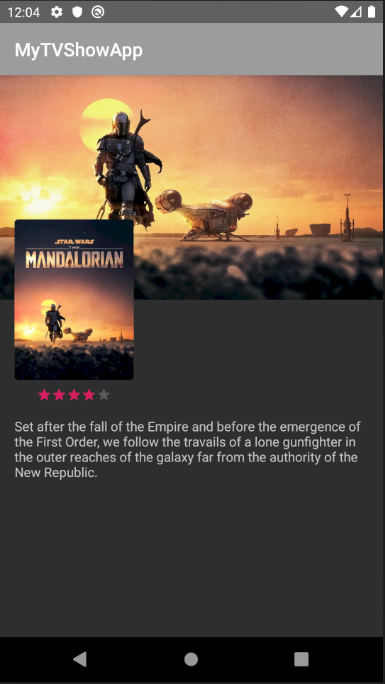 12:04
MyTVShowApp
STAR WARS
THE
MANDALORIAN
Set after the fall of the Empire and before the emergence of
the First Order, we follow the travails of a lone gunfighter in
the outer reaches of the galaxy far from the authority of the
New Republic.